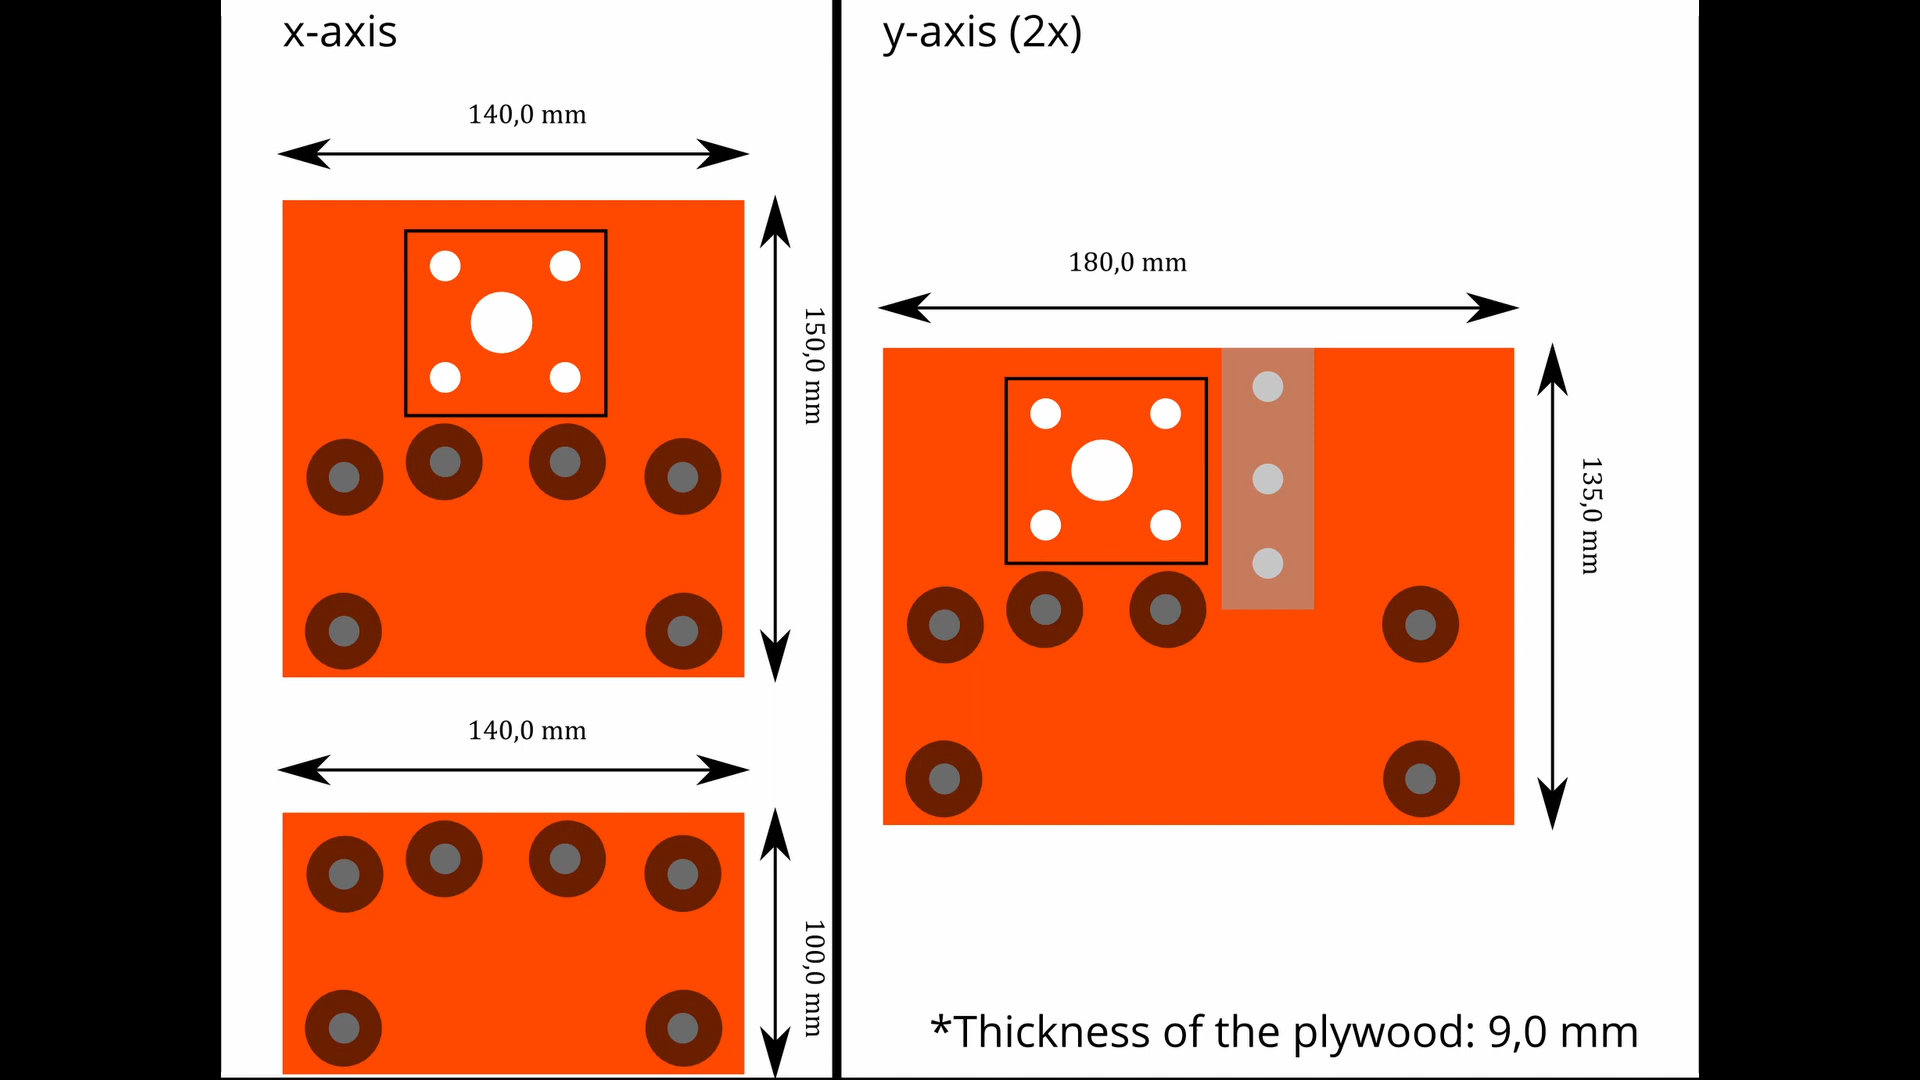 x-axis
140,0 mm
150,0 mm
140,0 mm
100,0 mm
y-axis (2x)
180,0 mm
135,0 mm
*Thickness of the plywood: 9,0 mm